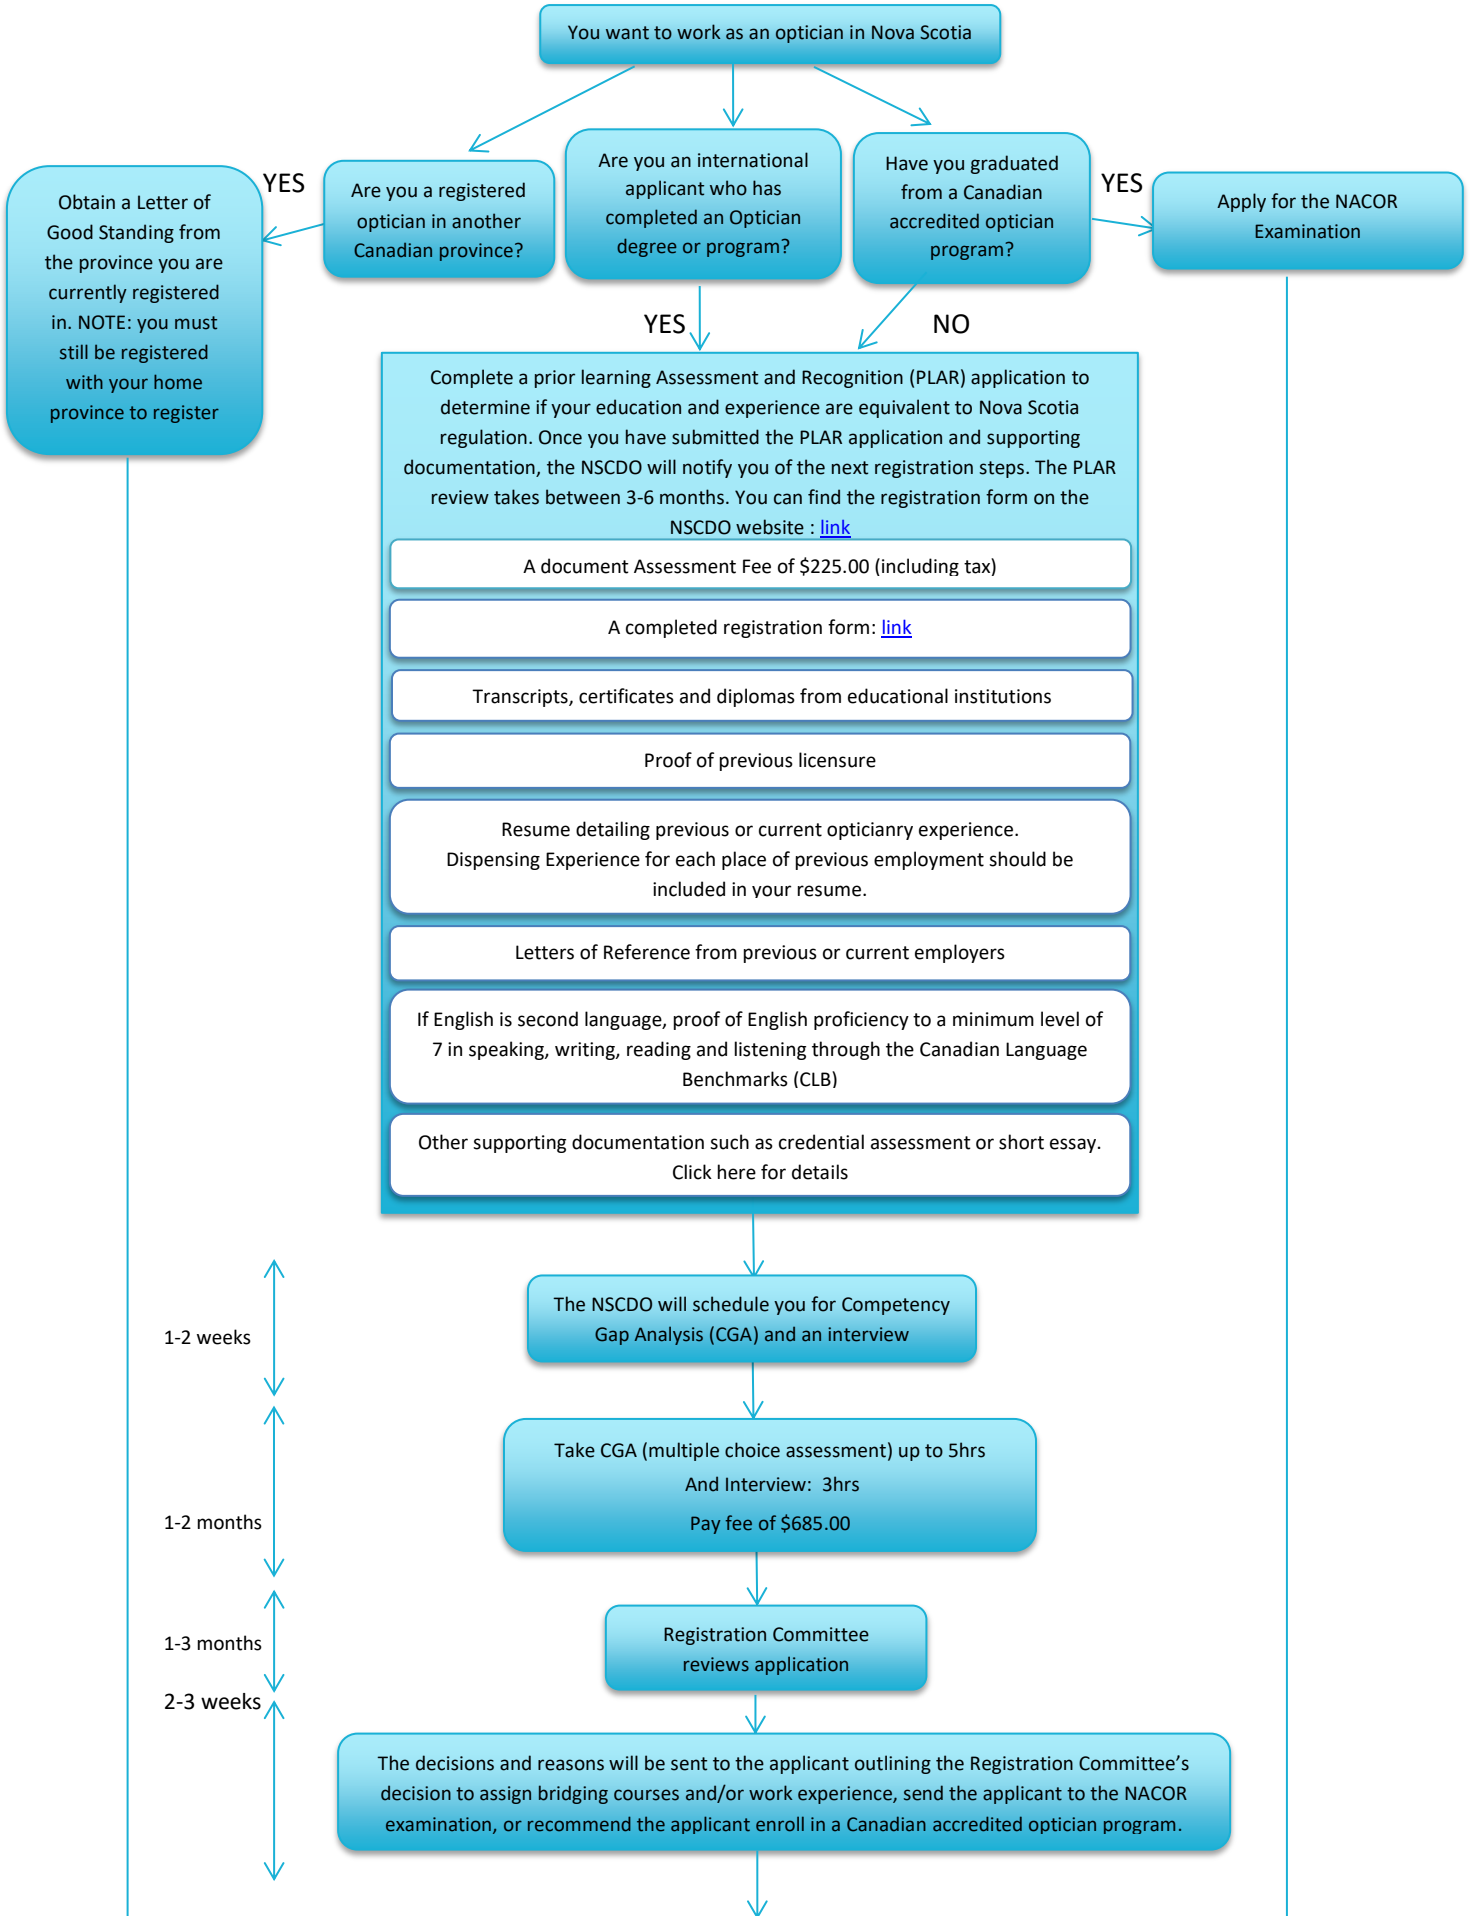 You want to work as an optician in Nova Scotia
Obtain a Letter of
Good Standing from
the province you are
currently registered
in. NOTE: you must
still be registered
with your home
province to register
YES
Are you a registered
optician in another
Canadian province?
Are you an international
applicant who has
completed an Optician
degree or program?
Have you graduated
from a Canadian
accredited optician
program?
YES
Apply for the NACOR
Examination
YES
NO
Complete a prior learning Assessment and Recognition (PLAR) application to
determine if your education and experience are equivalent to Nova Scotia
regulation. Once you have submitted the PLAR application and supporting
documentation, the NSCDO will notify you of the next registration steps. The PLAR
review takes between 3-6 months. You can find the registration form on the
NSCDO website : link
A document Assessment Fee of $225.00 (including tax)
A completed registration form: link
Transcripts, certificates and diplomas from educational institutions
Proof of previous licensure
Resume detailing previous or current opticianry experience.
Dispensing Experience for each place of previous employment should be
included in your resume.
Letters of Reference from previous or current employers
If English is second language, proof of English proficiency to a minimum level of
7 in speaking, writing, reading and listening through the Canadian Language
Benchmarks (CLB)
Other supporting documentation such as credential assessment or short essay.
Click here for details
1-2 weeks
The NSCDO will schedule you for Competency
Gap Analysis (CGA) and an interview
1-2 months
Take CGA (multiple choice assessment) up to 5hrs
And Interview: 3hrs
Pay fee of $685.00
1-3 months
Registration Committee
reviews application
2-3 weeks
The decisions and reasons will be sent to the applicant outlining the Registration Committee’s
decision to assign bridging courses and/or work experience, send the applicant to the NACOR
examination, or recommend the applicant enroll in a Canadian accredited optician program.